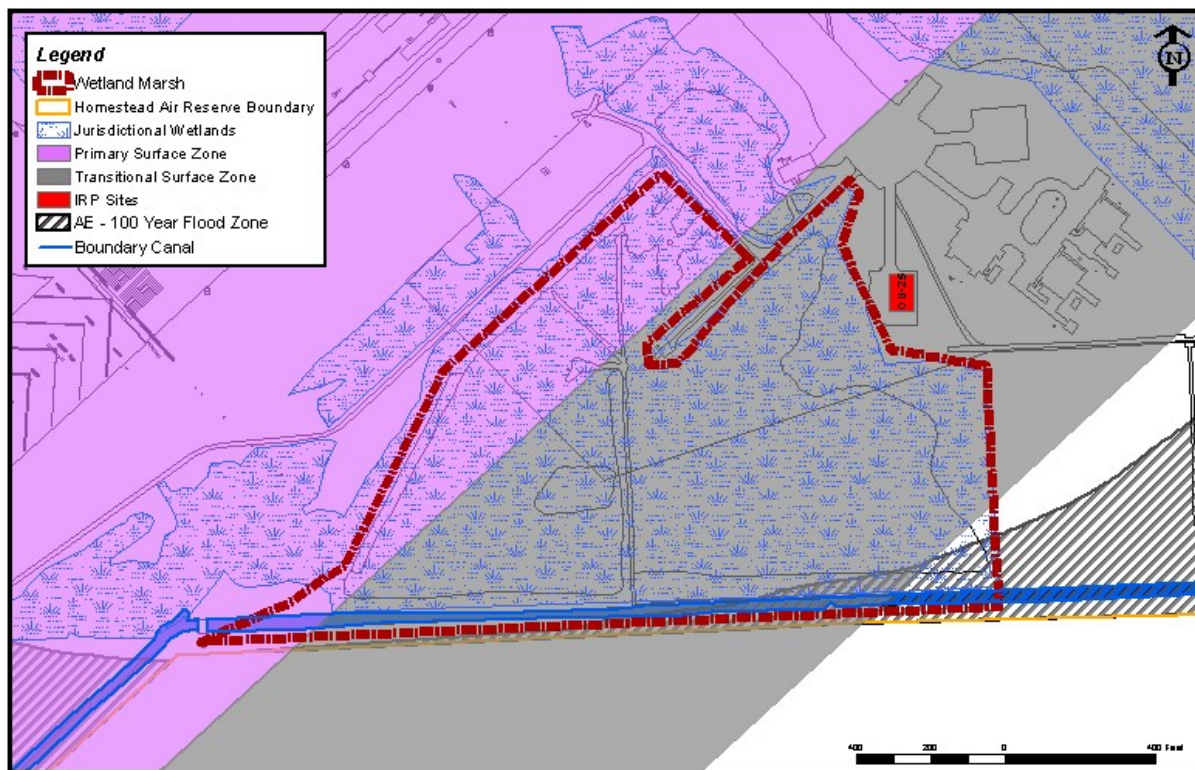 Legend
Wetland Marsh
Homestead Air Reserve Boundary
Jurisdictional Wetlands
Primary Surface Zone
Transitional Surface Zone
IRP Sites
AE - 100 Year Flood Zone
Boundary Canal
N
OU-25
400 200 0 400 Feet